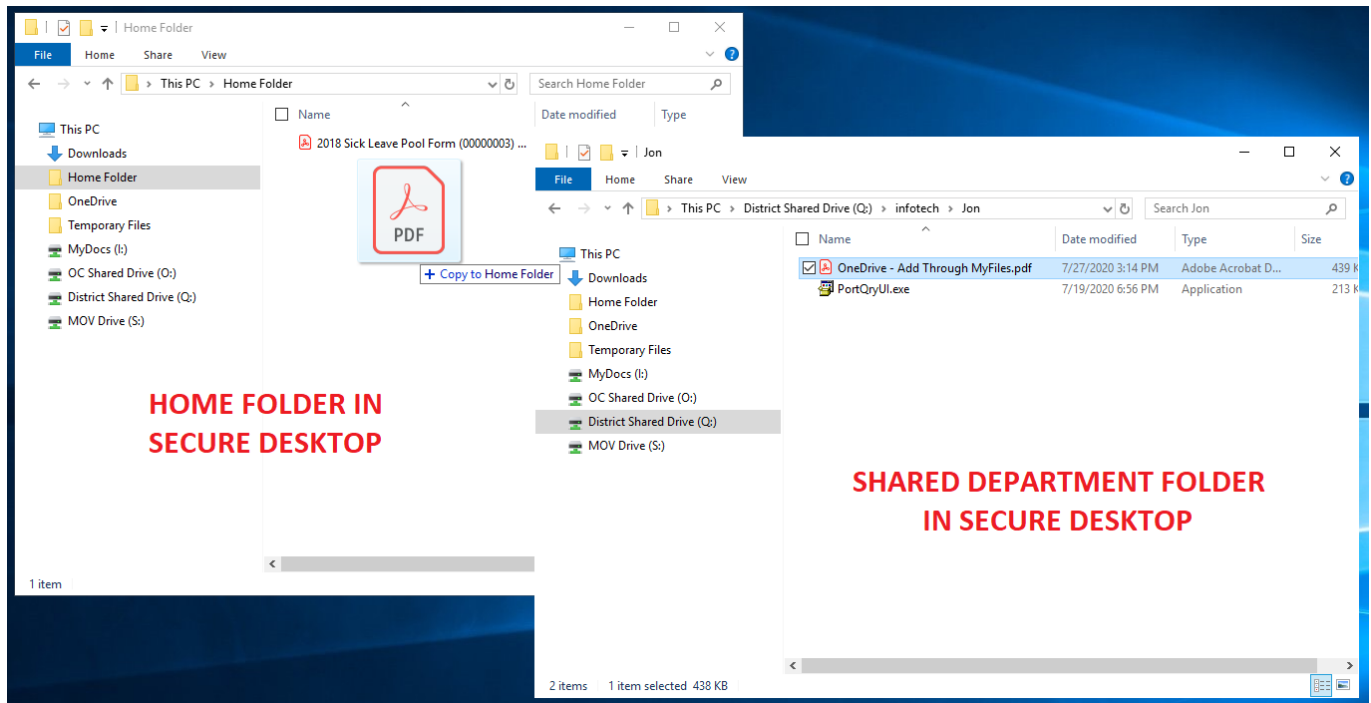 Home Folder
File Home Share View
This PC > Home Folder
Search Home Folder
Name Date modified Type
This PC
Downloads
Home Folder
OneDrive
Temporary Files
MyDocs (I:)
OC Shared Drive (O:)
District Shared Drive (Q:)
MOV Drive (S:)
2018 Sick Leave Pool Form (00000003) ...
PDF
+ Copy to Home Folder
HOME FOLDER IN
SECURE DESKTOP
1 item
Jon
File Home Share View
This PC > District Shared Drive (Q:) > infotech > Jon
Search Jon
Name Date modified Type Size
This PC
Downloads
Home Folder
OneDrive
Temporary Files
MyDocs (I:)
OC Shared Drive (O:)
District Shared Drive (Q:)
MOV Drive (S:)
OneDrive - Add Through MyFiles.pdf 7/27/2020 3:14 PM Adobe Acrobat D... 439 K
PortQryUI.exe 7/19/2020 6:56 PM Application 213 K
SHARED DEPARTMENT FOLDER
IN SECURE DESKTOP
2 items 1 item selected 438 KB